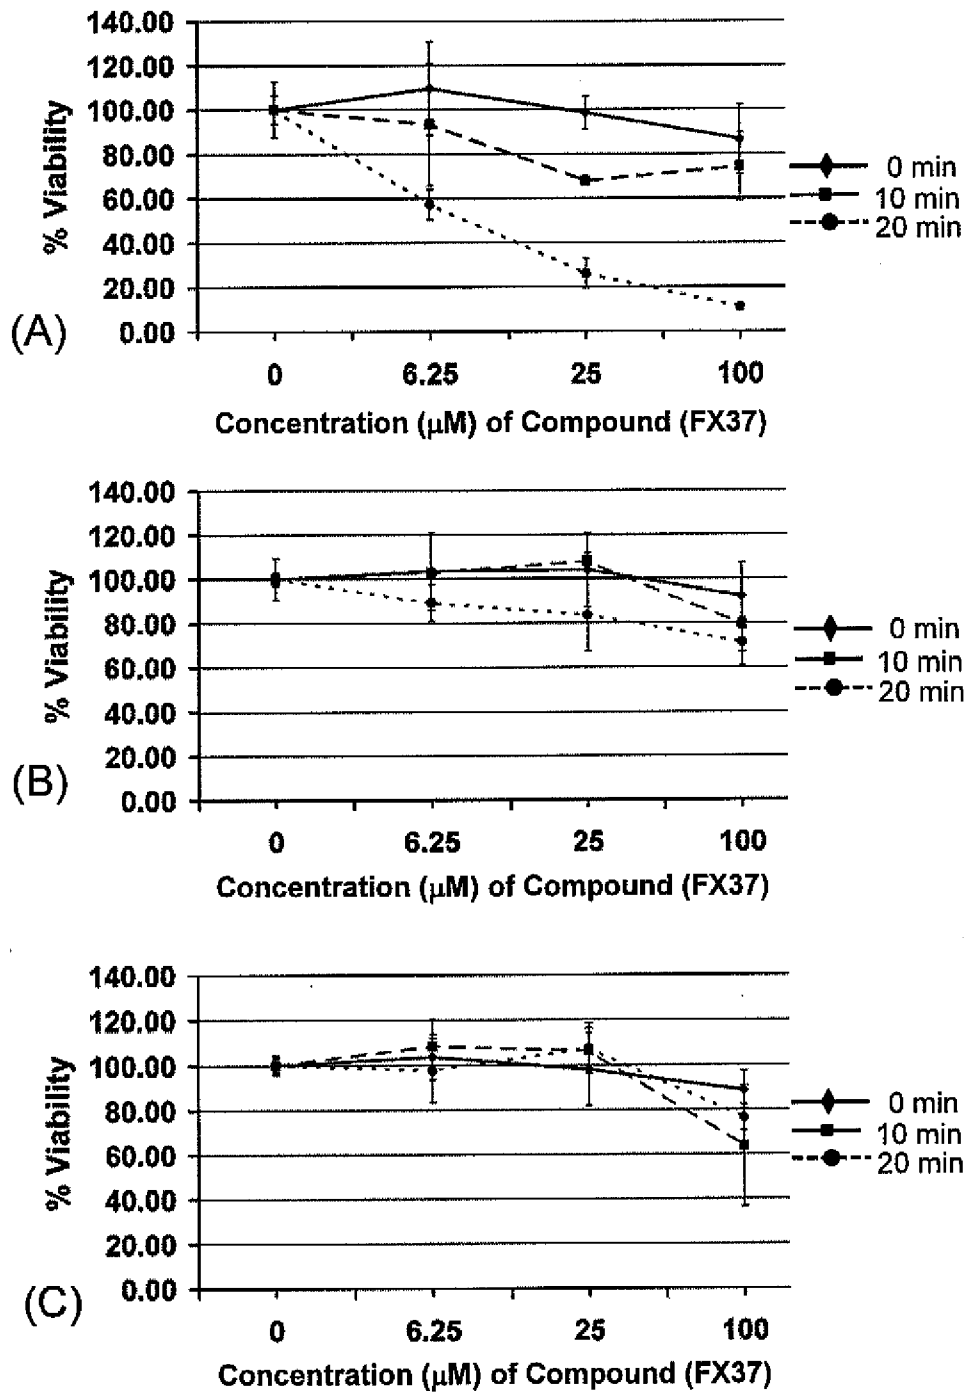 140.00
120.00
100.00
80.00
60.00
40.00
20.00
0.00
% Viability
(A)
0 6.25 25 100
Concentration (μM) of Compound (FX37)
0 min
10 min
20 min
140.00
120.00
100.00
80.00
60.00
40.00
20.00
0.00
% Viability
(B)
0 6.25 25 100
Concentration (μM) of Compound (FX37)
0 min
10 min
20 min
140.00
120.00
100.00
80.00
60.00
40.00
20.00
0.00
% Viability
(C)
0 6.25 25 100
Concentration (μM) of Compound (FX37)
0 min
10 min
20 min